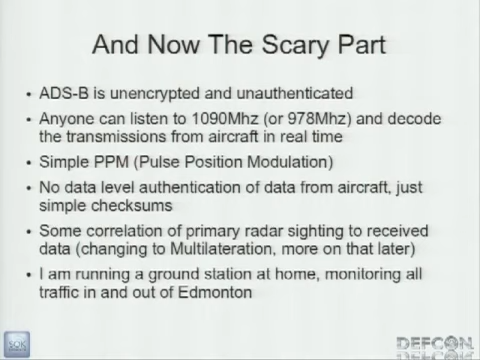 And Now The Scary Part
• ADS-B is unencrypted and unauthenticated
• Anyone can listen to 1090Mhz (or 978Mhz) and decode
the transmissions from aircraft in real time
• Simple PPM (Pulse Position Modulation)
• No data level authentication of data from aircraft, just
simple checksums
• Some correlation of primary radar sighting to received
data (changing to Multilateration, more on that later)
• I am running a ground station at home, monitoring all
traffic in and out of Edmonton
DEFCON